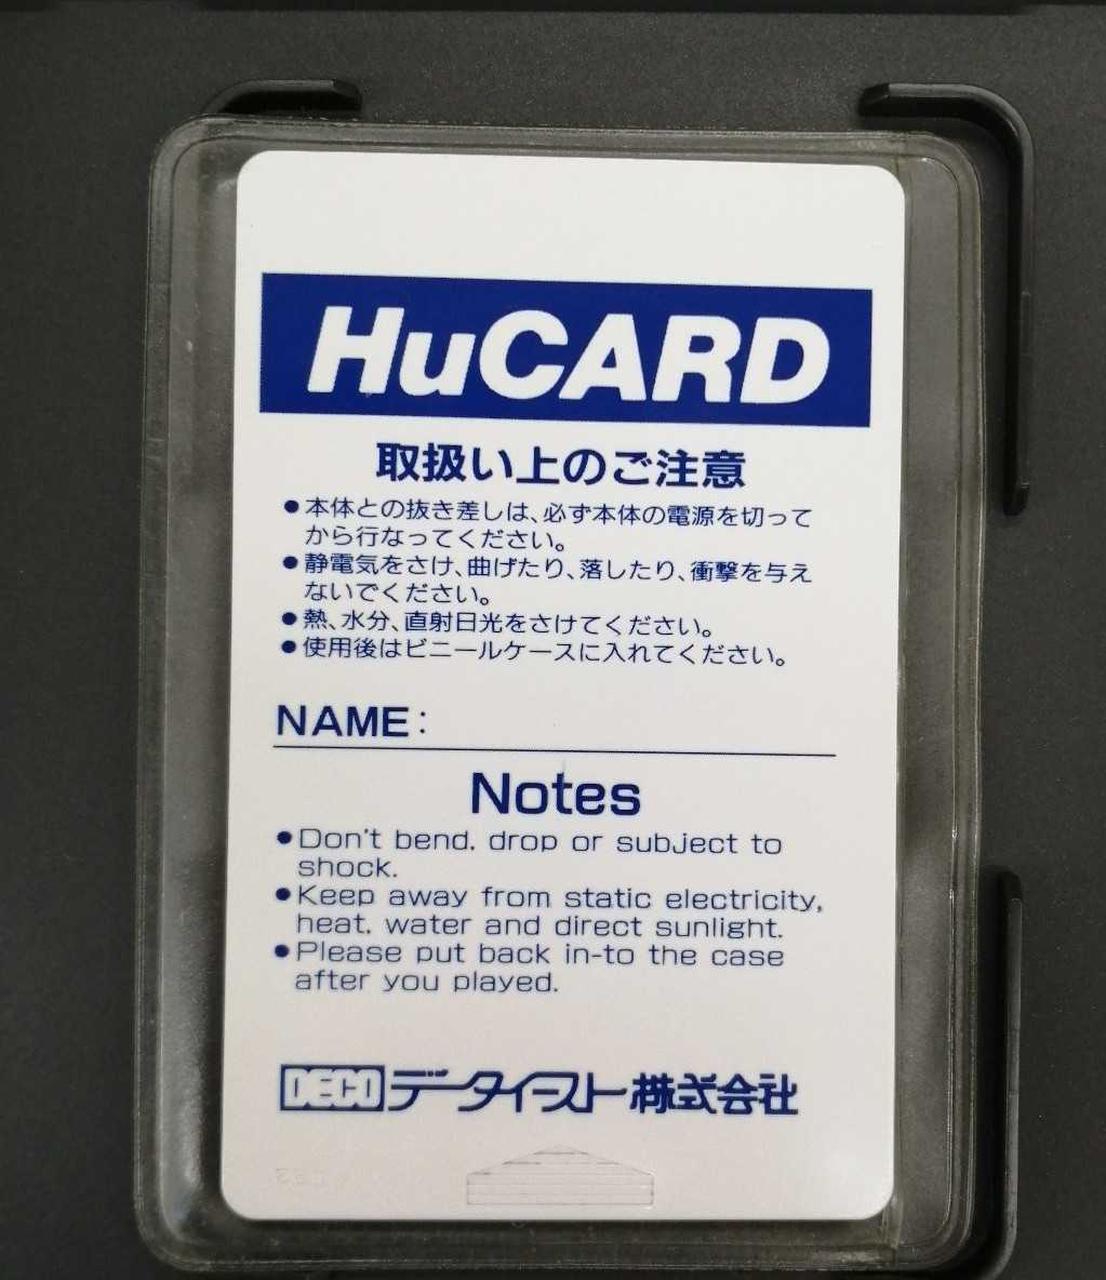 HuCARD
取扱い上のご注意
●本体との抜き差しは、必ず本体の電源を切って
から行なってください。
●静電気をさけ、曲げたり、落したり、衝撃を与え
ないでください。
●熱、水分、直射日光をさけてください。
●使用後はビニールケースに入れてください。
NAME:
Notes
●Don't bend. drop or subject to
shock.
●Keep away from static electricity,
heat. water and direct sunlight.
●Please put back in-to the case
after you played.
DECO データイースト株式会社